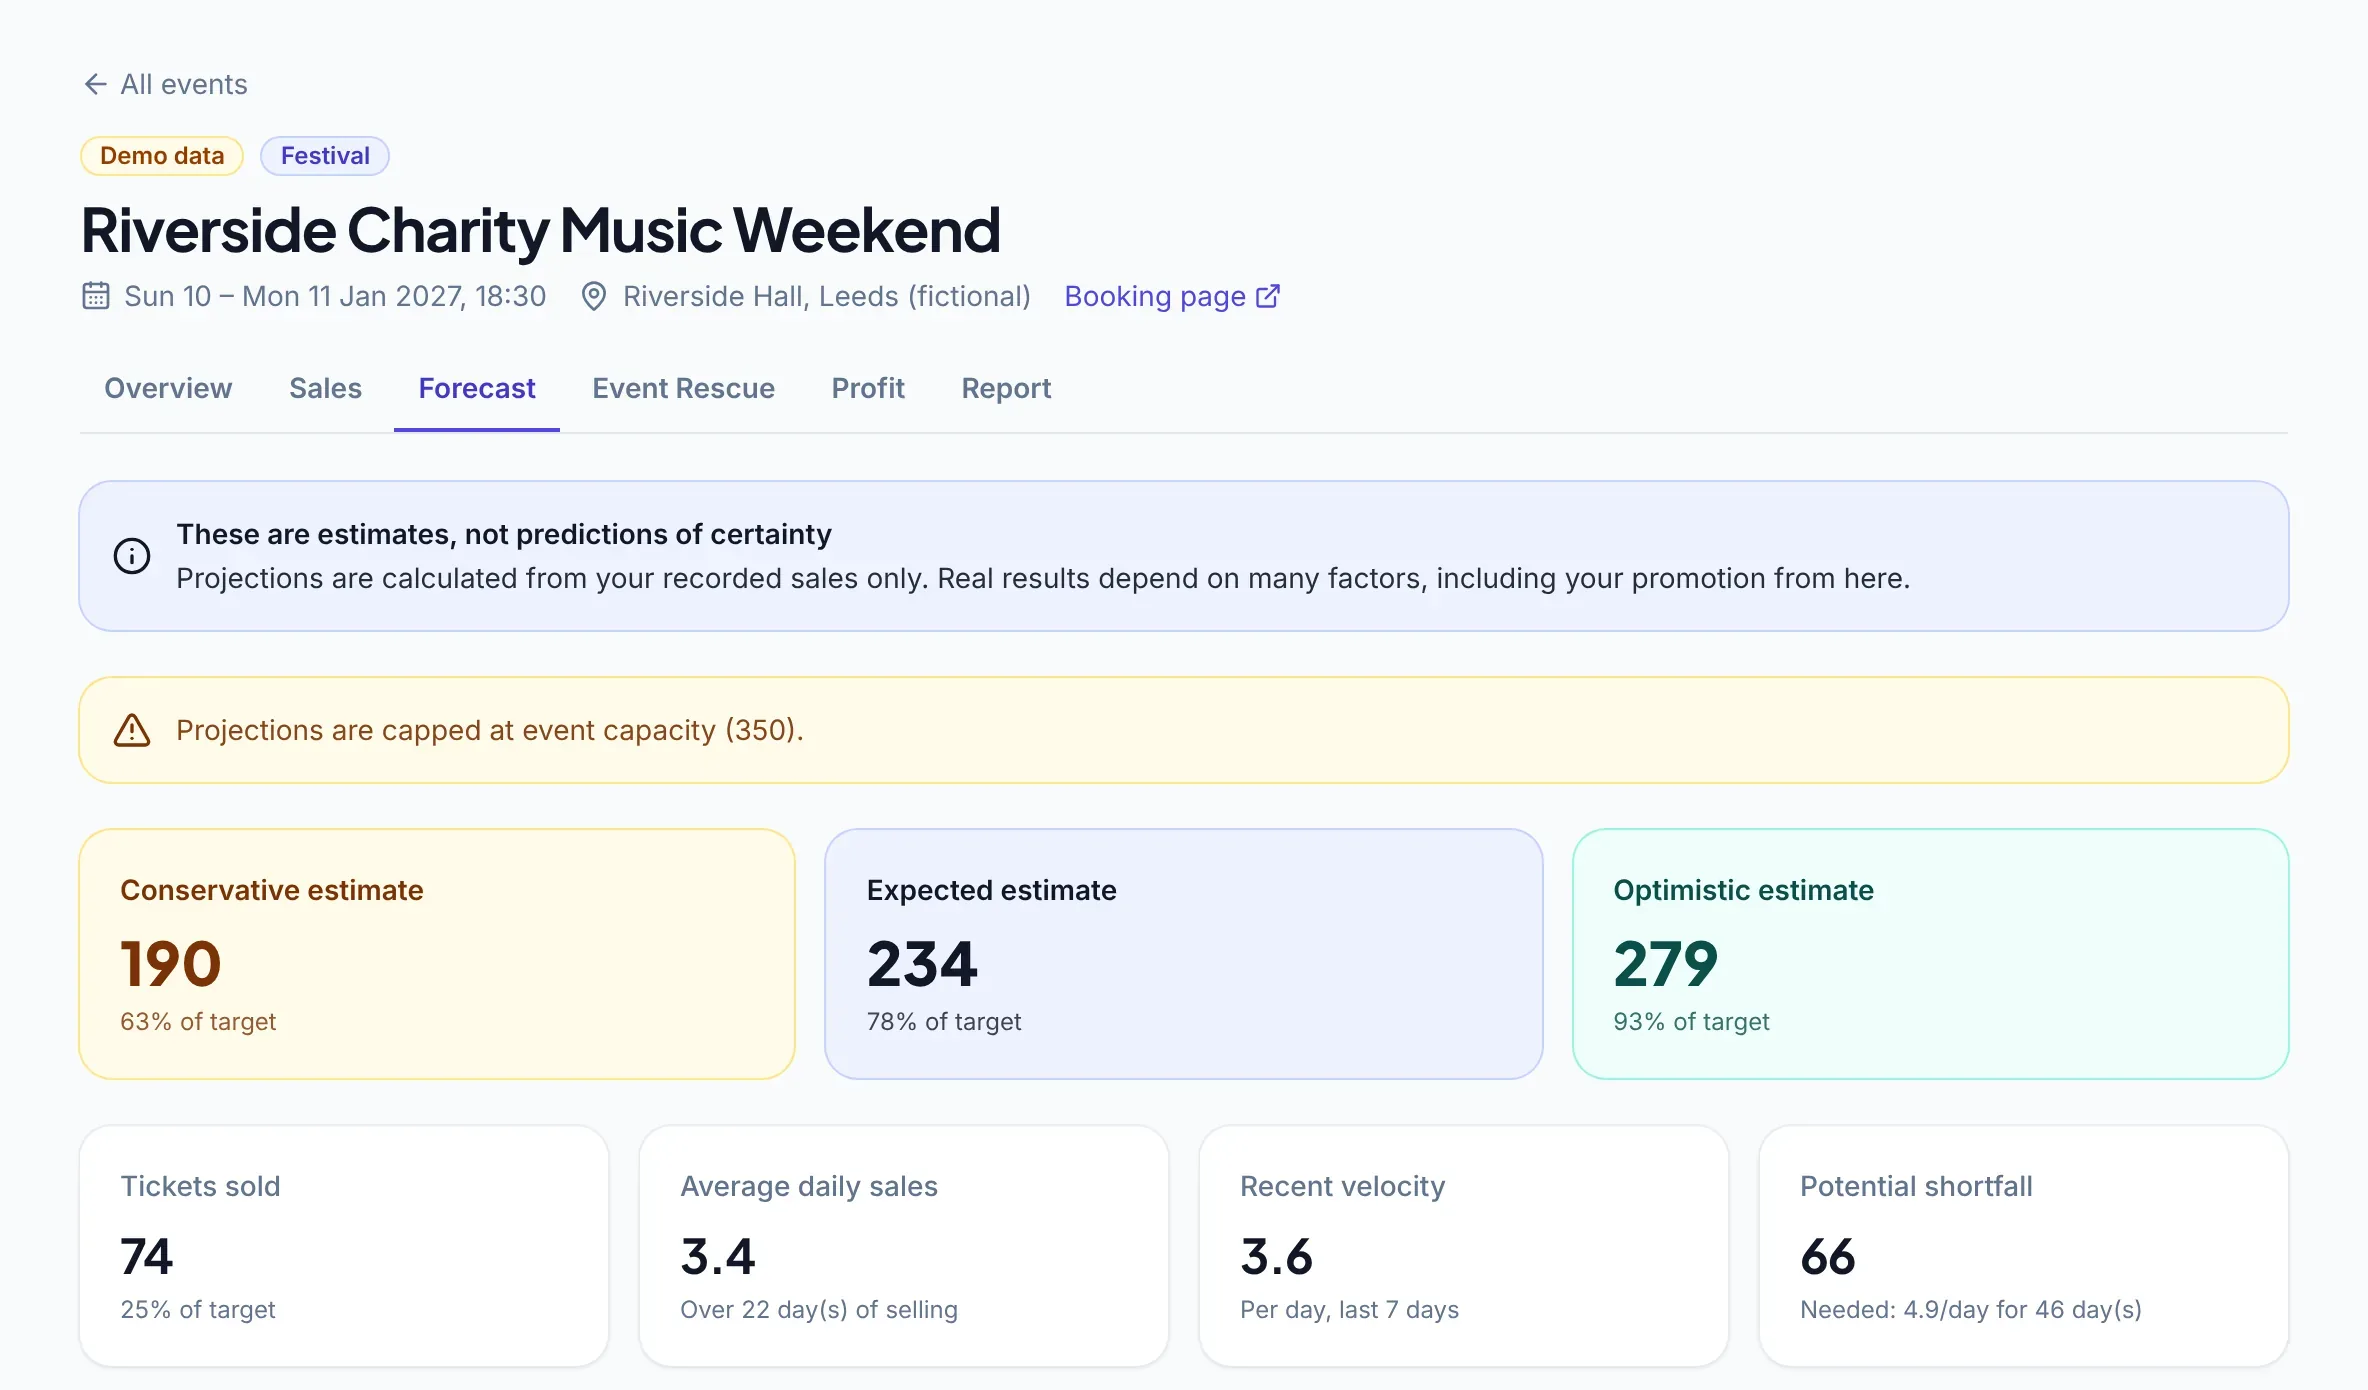 All events
Demo data Festival
Riverside Charity Music Weekend
Sun 10 – Mon 11 Jan 2027, 18:30 Riverside Hall, Leeds (fictional) Booking page
Overview Sales Forecast Event Rescue Profit Report
These are estimates, not predictions of certainty
Projections are calculated from your recorded sales only. Real results depend on many factors, including your promotion from here.
Projections are capped at event capacity (350).
Conservative estimate
190
63% of target
Expected estimate
234
78% of target
Optimistic estimate
279
93% of target
Tickets sold
74
25% of target
Average daily sales
3.4
Over 22 day(s) of selling
Recent velocity
3.6
Per day, last 7 days
Potential shortfall
66
Needed: 4.9/day for 46 day(s)